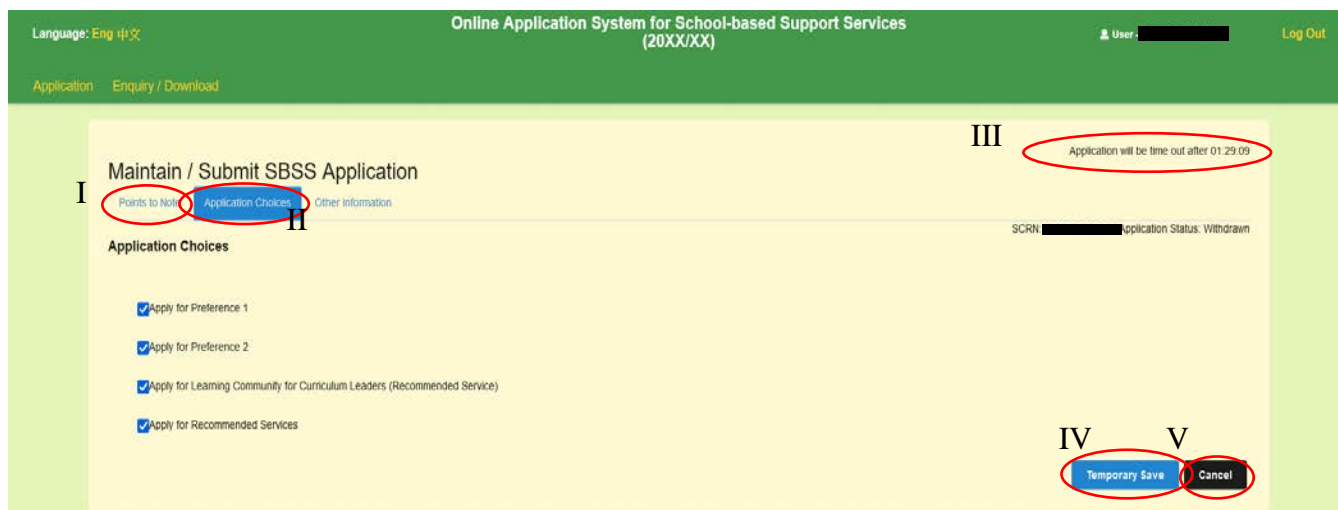 Language: Eng 中文
Online Application System for School-based Support Services
(20XX/XX)
User -
Log Out
Application Enquiry / Download
III
Application will be time out after 01:29:09
Maintain / Submit SBSS Application
I
Points to Note Application Choices Other Information
II
SCRN: Application Status: Withdrawn
Application Choices
Apply for Preference 1
Apply for Preference 2
Apply for Learning Community for Curriculum Leaders (Recommended Service)
Apply for Recommended Services
IV V
Temporary Save Cancel